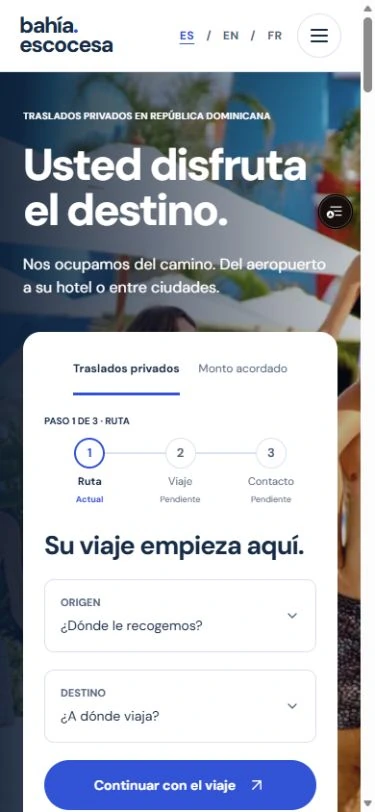 bahía.
escocesa
ES / EN / FR
TRASLADOS PRIVADOS EN REPÚBLICA DOMINICANA
Usted disfruta
el destino.
Nos ocupamos del camino. Del aeropuerto
a su hotel o entre ciudades.
Traslados privados
Monto acordado
PASO 1 DE 3 · RUTA
1
2
3
Ruta
Viaje
Contacto
Actual
Pendiente
Pendiente
Su viaje empieza aquí.
ORIGEN
¿Dónde le recogemos?
DESTINO
¿A dónde viaja?
Continuar con el viaje